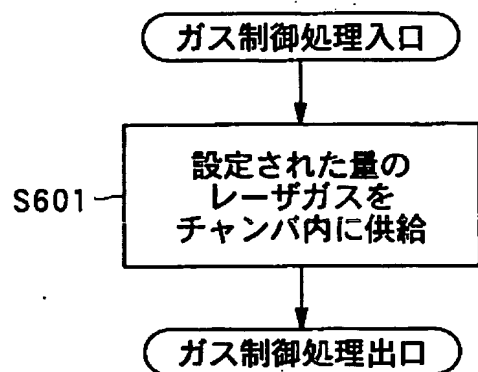 ガス制御処理入口
S601
設定された量の
レーザガスを
チャンバ内に供給
ガス制御処理出口